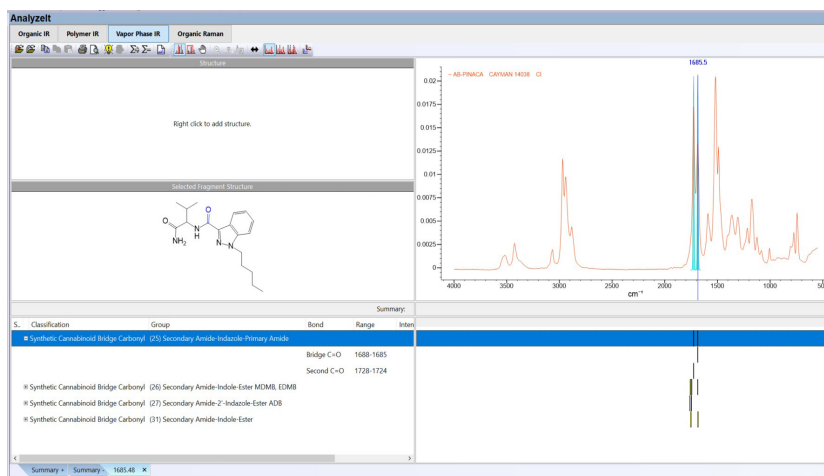 AnalyzeIt
Organic IR Polymer IR Vapor Phase IR Organic Raman
Structure
Right click to add structure.
Selected Fragment Structure
O
O
NH2
N
H
N
N
1685.5
AB-PINACA CAYMAN 14038 CI
0.02
0.0175
0.015
0.0125
0.01
0.0075
0.005
0.0025
0
4000 3000 2000 1500 1000 50
cm⁻¹
Summary:
S.. Classification Group Bond Range Inten
Synthetic Cannabinoid Bridge Carbonyl (25) Secondary Amide-Indazole-Primary Amide
Bridge C=O 1688-1685
Second C=O 1728-1724
Synthetic Cannabinoid Bridge Carbonyl (26) Secondary Amide-Indole-Ester MDMB, EDMB
Synthetic Cannabinoid Bridge Carbonyl (27) Secondary Amide-2'-Indazole-Ester ADB
Synthetic Cannabinoid Bridge Carbonyl (31) Secondary Amide-Indole-Ester
Summary + Summary - 1685.48 ×